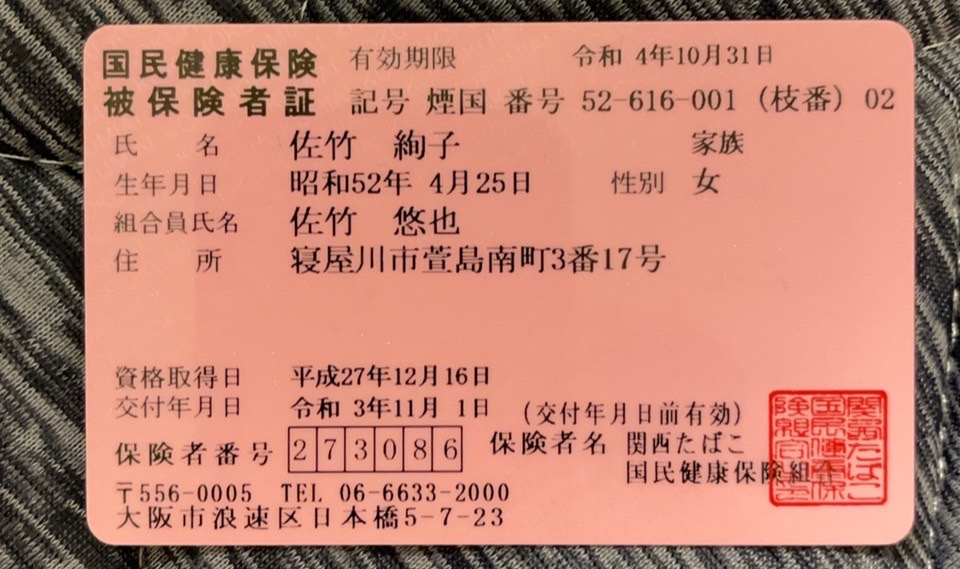 国民健康保険 有効期限 令和 4年10月31日
被保険者証 記号 煙国 番号 52-616-001 (枝番) 02
氏名 佐竹 絢子 家族
生年月日 昭和52年 4月25日 性別 女
組合員氏名 佐竹 悠也
住所 寝屋川市萱島南町3番17号
資格取得日 平成27年12月16日
交付年月日 令和 3年11月 1日 (交付年月日前有効)
保険者番号 273086 保険者名 関西たばこ
国民健康保険組合
〒556-0005 TEL 06-6633-2000
大阪市浪速区日本橋5-7-23